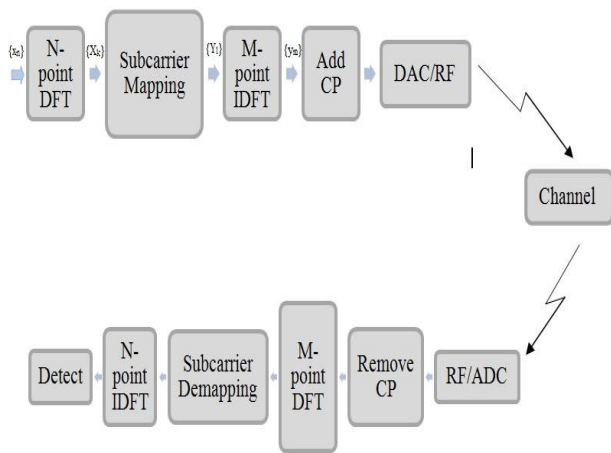 {xn}
N-
point
DFT
{Xk}
Subcarrier
Mapping
{Yl}
M-
point
IDFT
{ym}
Add
CP
DAC/RF
Channel
Detect
N-
point
IDFT
Subcarrier
Demapping
M-
point
DFT
Remove
CP
RF/ADC